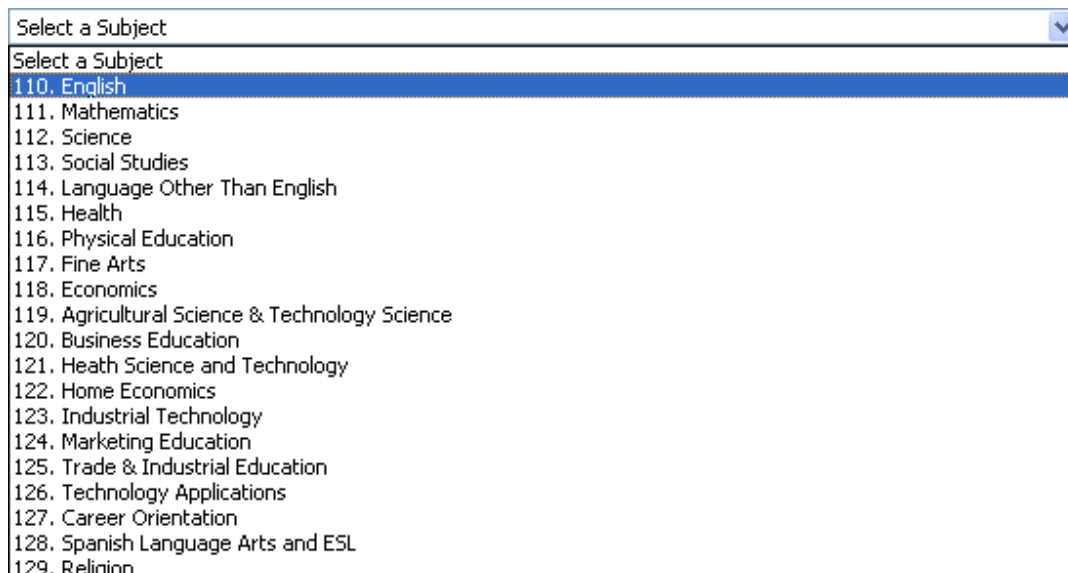 Select a Subject
Select a Subject
110. English
111. Mathematics
112. Science
113. Social Studies
114. Language Other Than English
115. Health
116. Physical Education
117. Fine Arts
118. Economics
119. Agricultural Science & Technology Science
120. Business Education
121. Heath Science and Technology
122. Home Economics
123. Industrial Technology
124. Marketing Education
125. Trade & Industrial Education
126. Technology Applications
127. Career Orientation
128. Spanish Language Arts and ESL
129. Religion